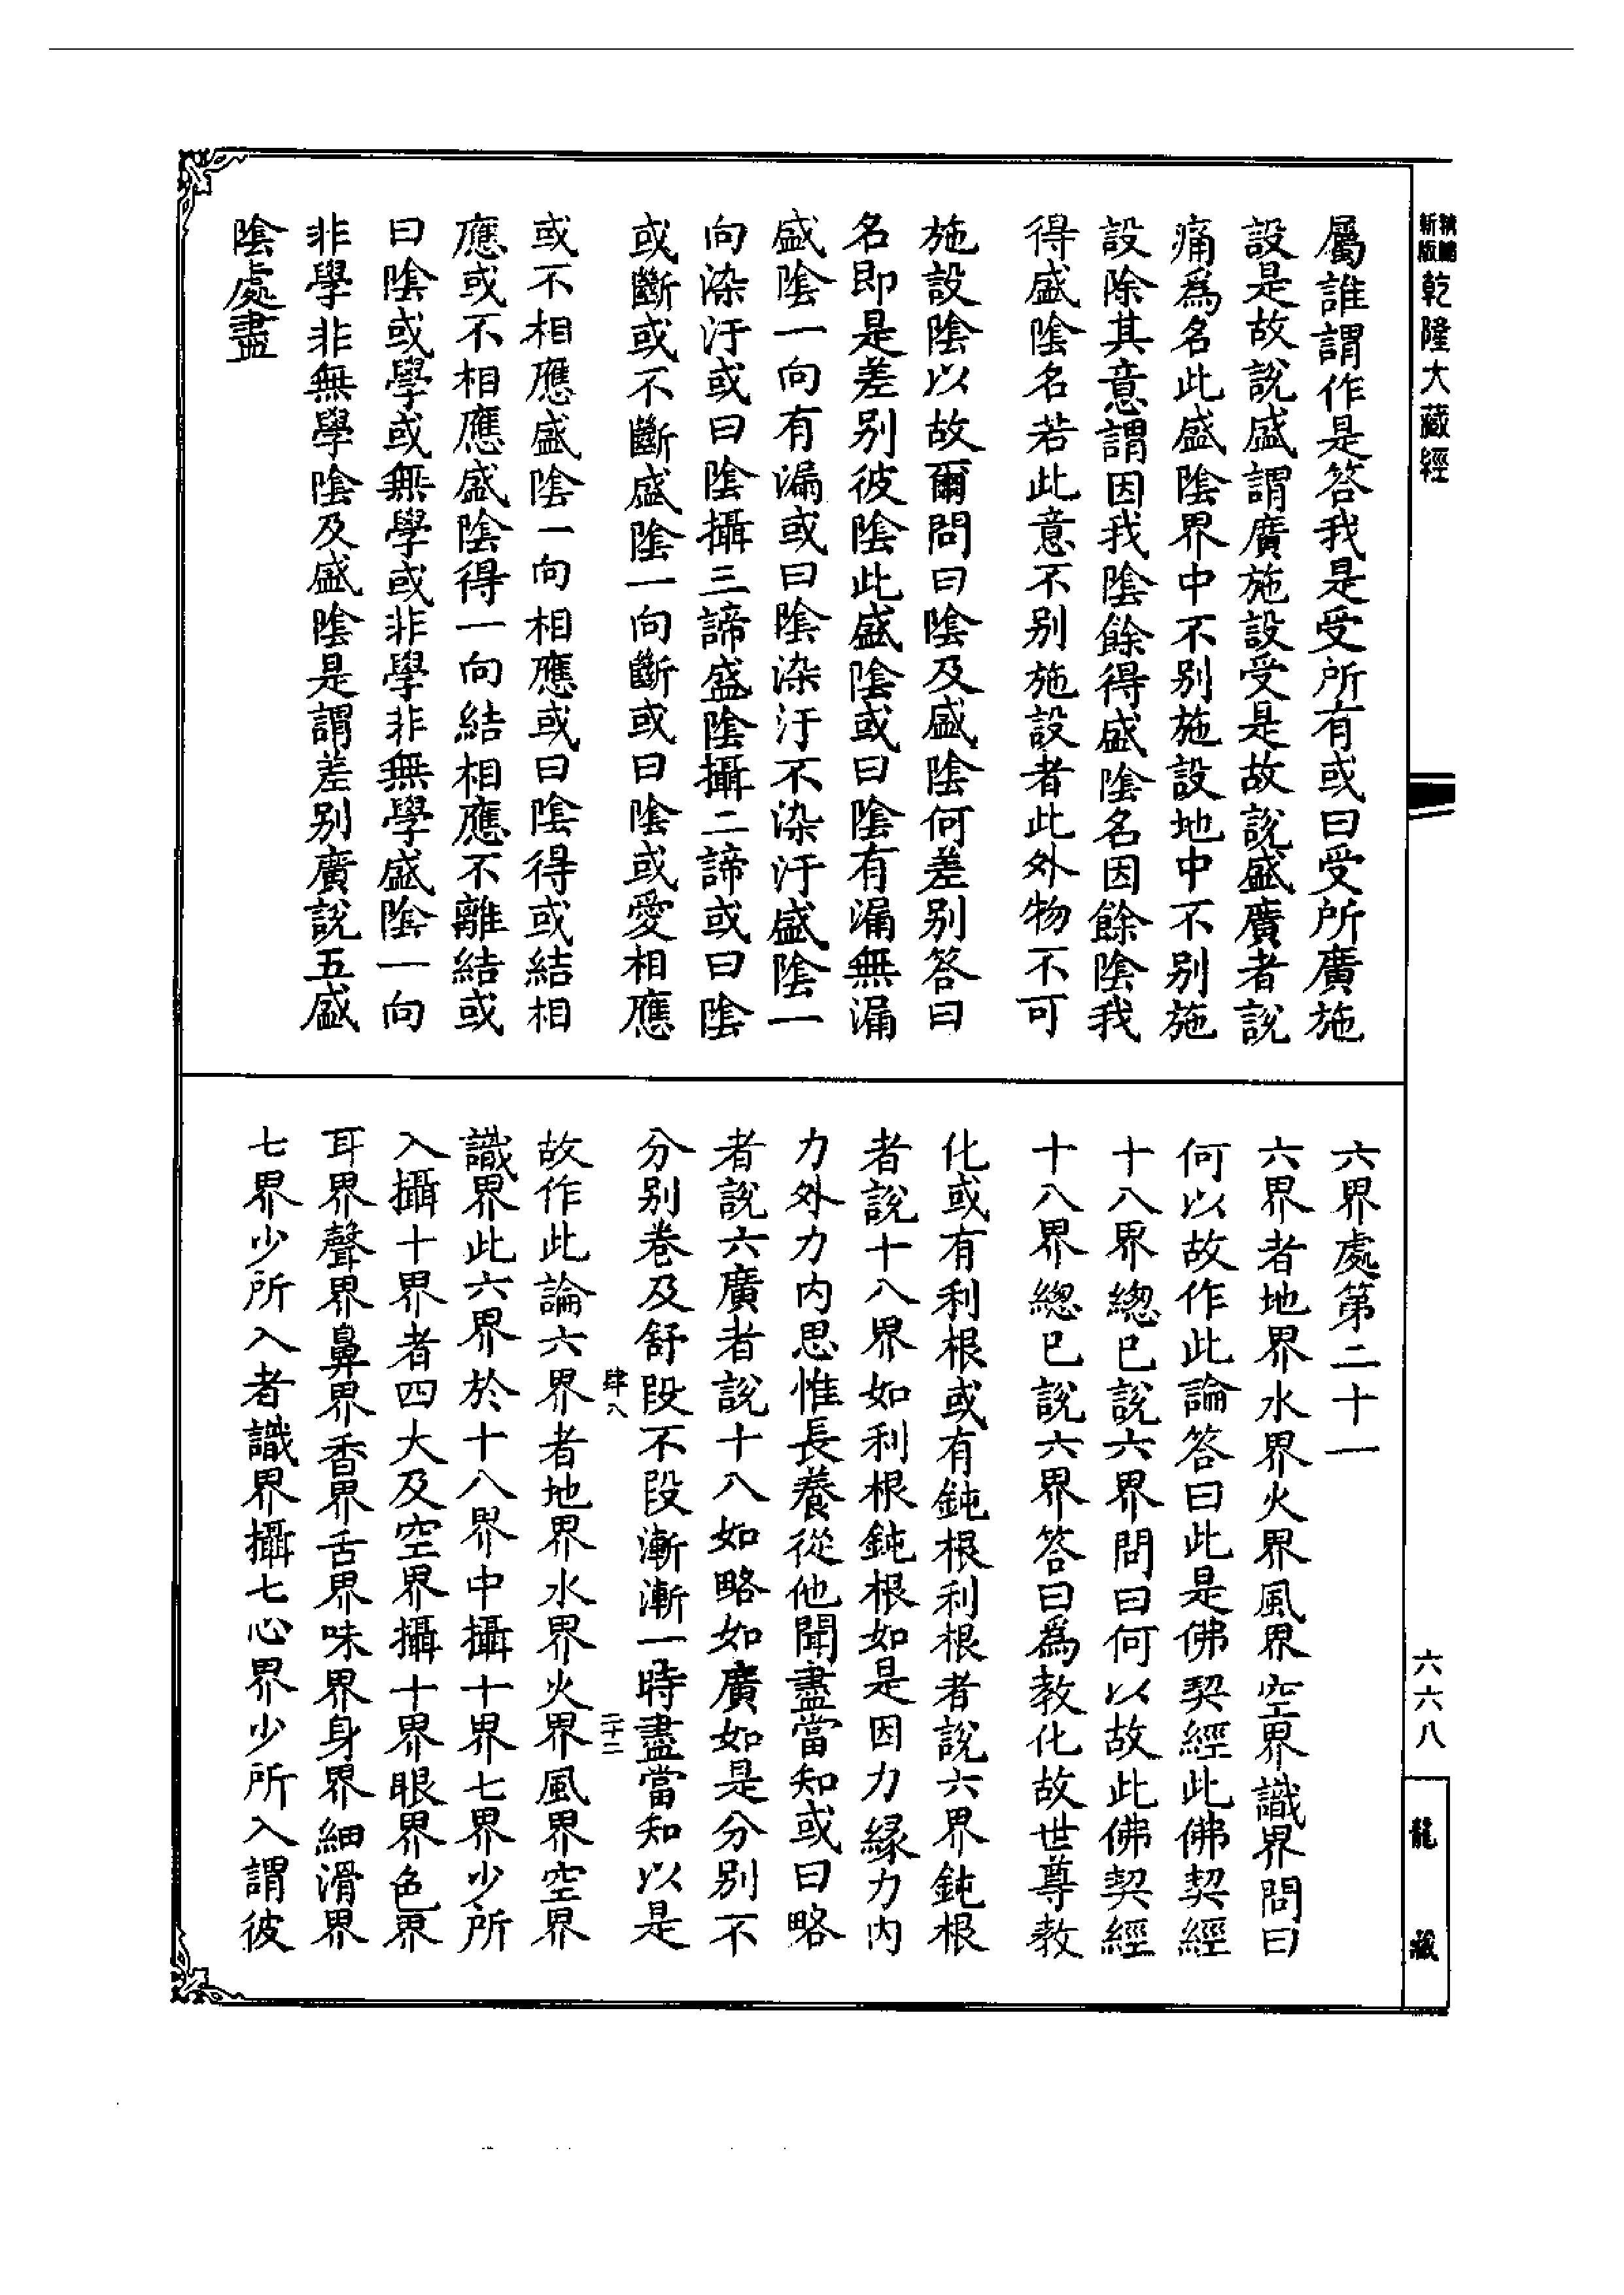 新版
精縮
乾隆大藏經
六六八
龍藏
屬誰謂作是答我是受所有或曰受所廣施
設是故說盛謂廣施設受是故說盛廣者說
痛爲名此盛陰界中不别施設地中不别施
設除其意謂因我陰餘得盛陰名因餘陰我
得盛陰名若此意不别施設者此外物不可
施設陰以故爾問曰陰及盛陰何差别答曰
名即是差别彼陰此盛陰或曰陰有漏無漏
盛陰一向有漏或曰陰染汙不染汙盛陰一
向染汙或曰陰攝三諦盛陰攝二諦或曰陰
或斷或不斷盛陰一向斷或曰陰或愛相應
或不相應盛陰一向相應或曰陰得或結相
應或不相應盛陰得一向結相應不離結或
曰陰或學或無學或非學非無學盛陰一向
非學非無學陰及盛陰是謂差别廣說五盛
陰處盡
六界處第二十一
六界者地界水界火界風界空界識界問曰
何以故作此論答曰此是佛契經此佛契經
十八界總已說六界問曰何以故此佛契經
十八界總已說六界答曰爲教化故世尊教
化或有利根或有鈍根利根者說六界鈍根
者說十八界如利根鈍根如是因力緣力内
力外力内思惟長養從他聞盡當知或曰略
者說六廣者說十八如略如廣如是分别不
分别卷及舒段不段漸漸一時盡當知以是
肆八
二十二
故作此論六界者地界水界火界風界空界
識界此六界於十八界中攝十界七界少所
入攝十界者四大及空界攝十界眼界色界
耳界聲界鼻界香界舌界味界身界細滑界
七界少所入者識界攝七心界少所入謂彼